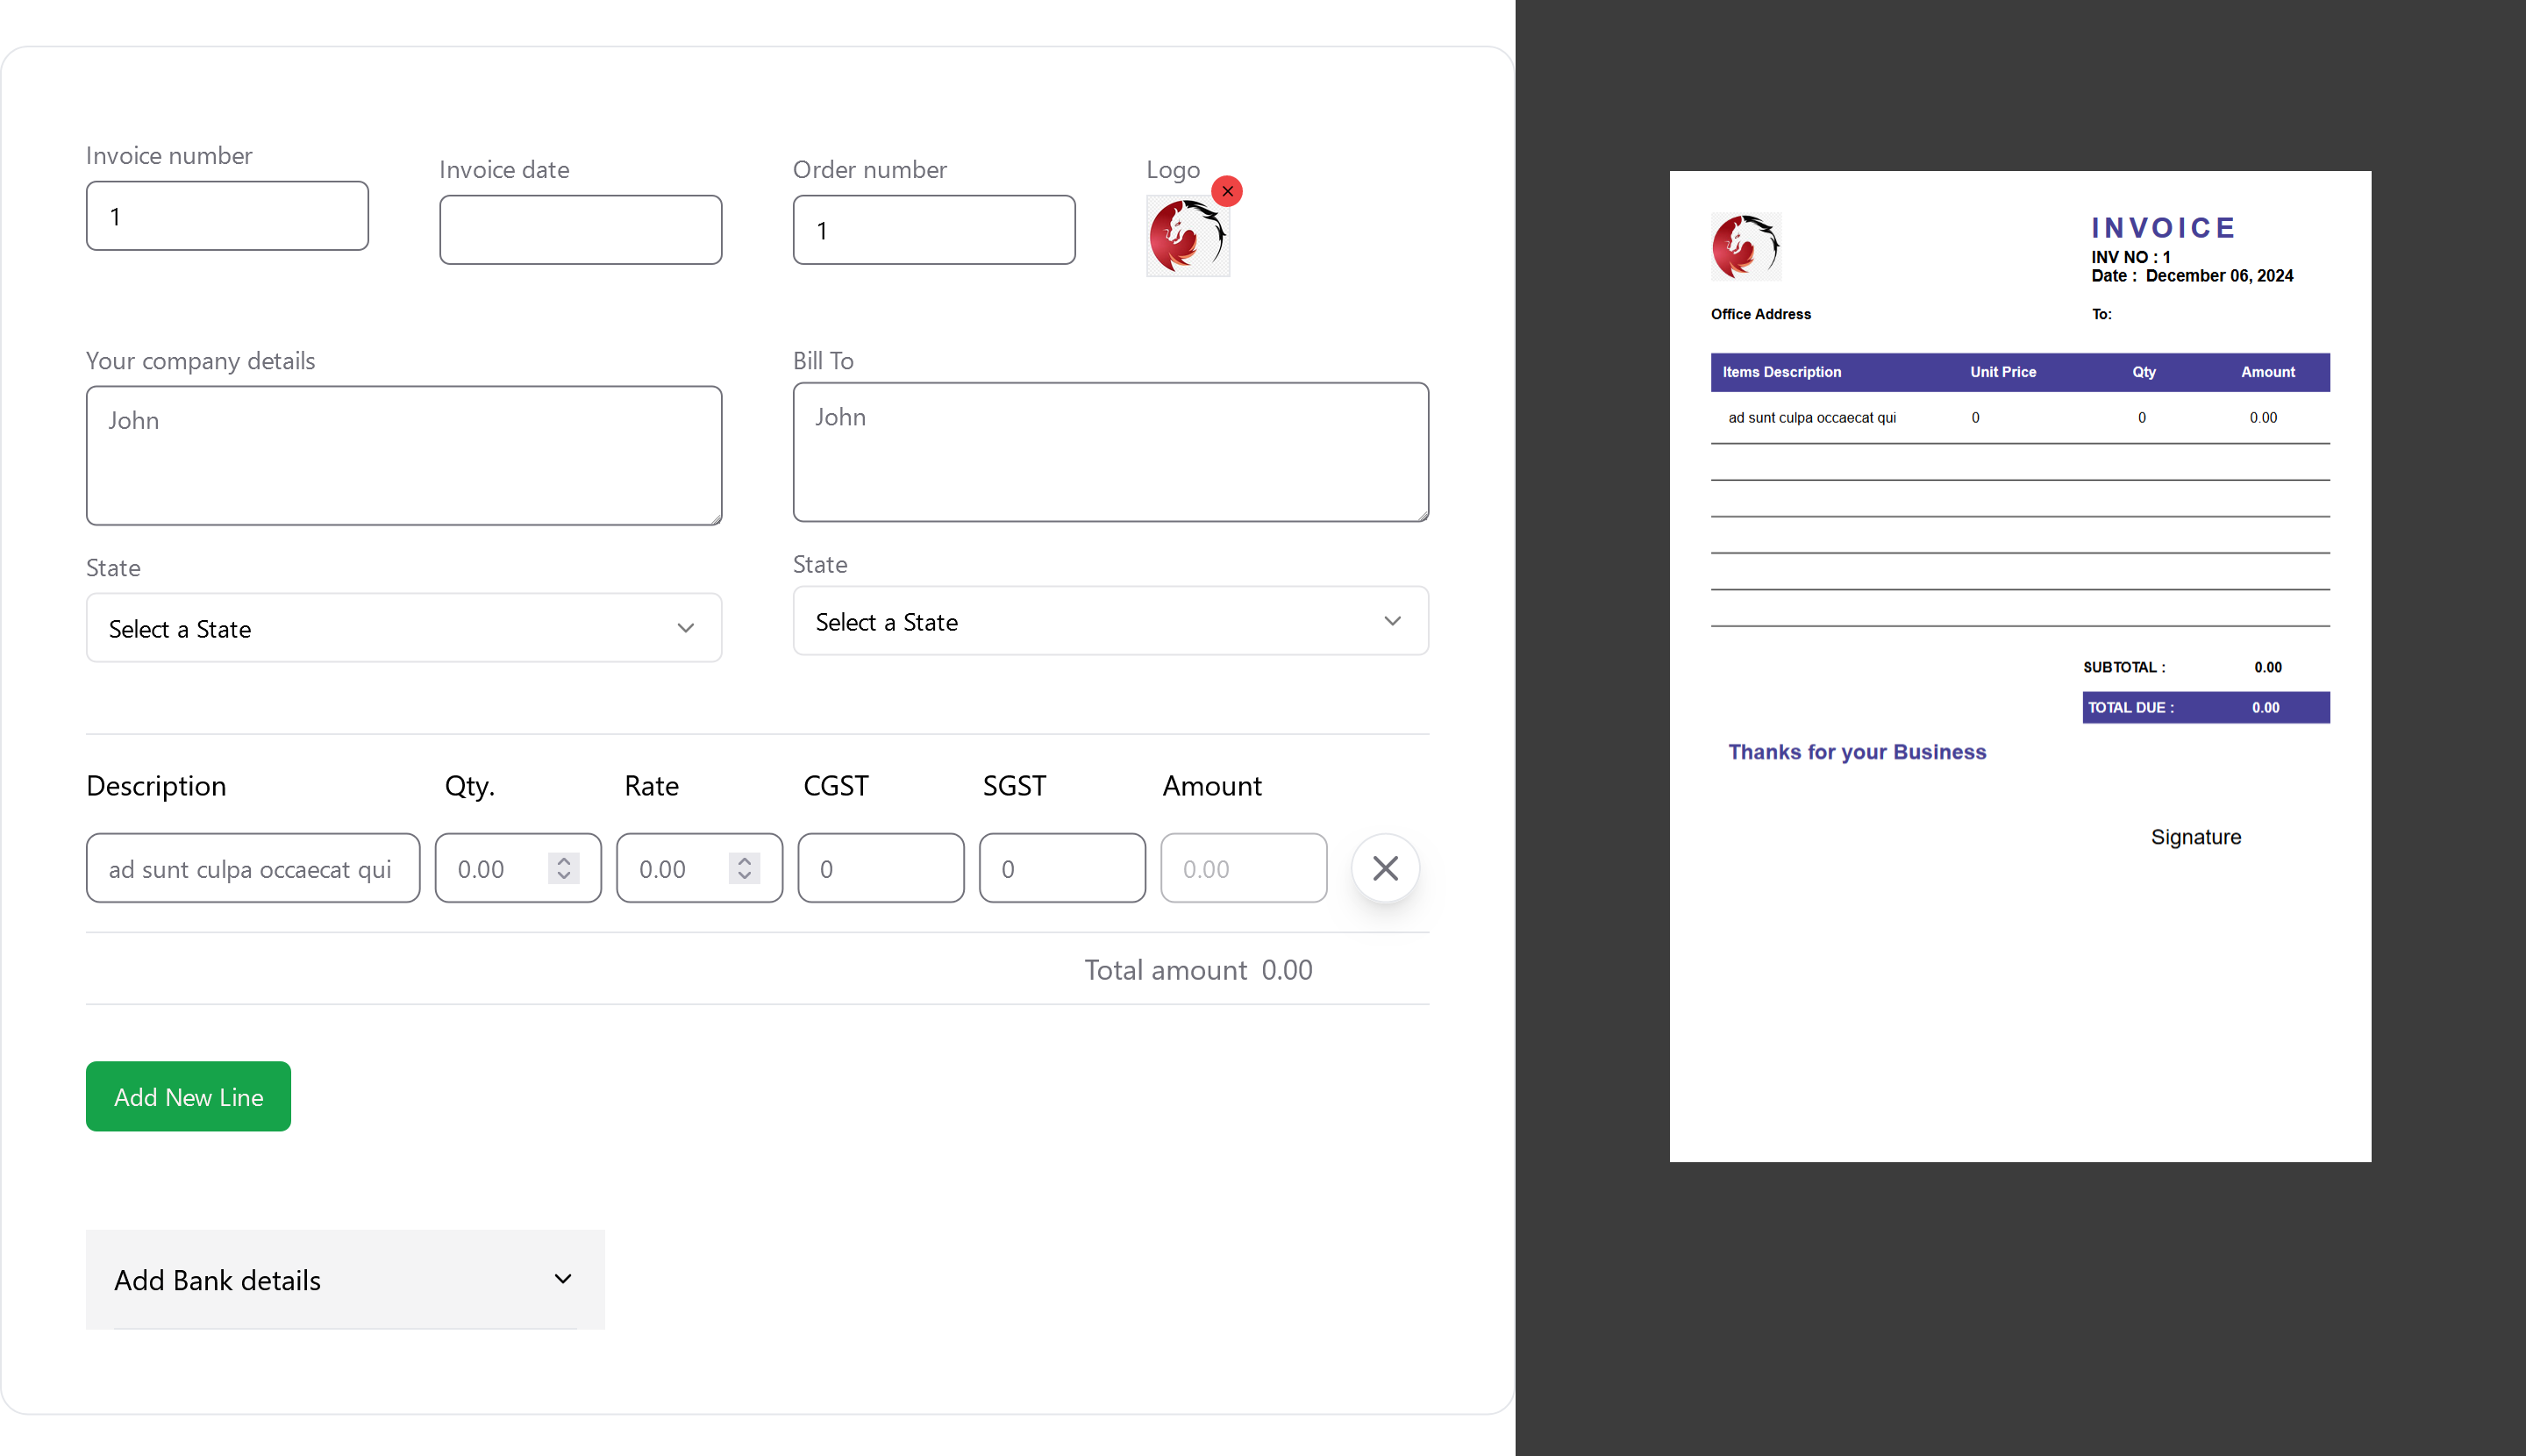 Invoice number
1
Invoice date
Order number
1
Logo
Your company details
John
Bill To
John
State
Select a State
State
Select a State
Description Qty. Rate CGST SGST Amount
ad sunt culpa occaecat qui 0.00 0.00 0 0 0.00
Total amount 0.00
Add New Line
Add Bank details
INVOICE
INV NO : 1
Date : December 06, 2024
Office Address
To:
Items Description Unit Price Qty Amount
ad sunt culpa occaecat qui 0 0 0.00
SUBTOTAL : 0.00
TOTAL DUE : 0.00
Thanks for your Business
Signature